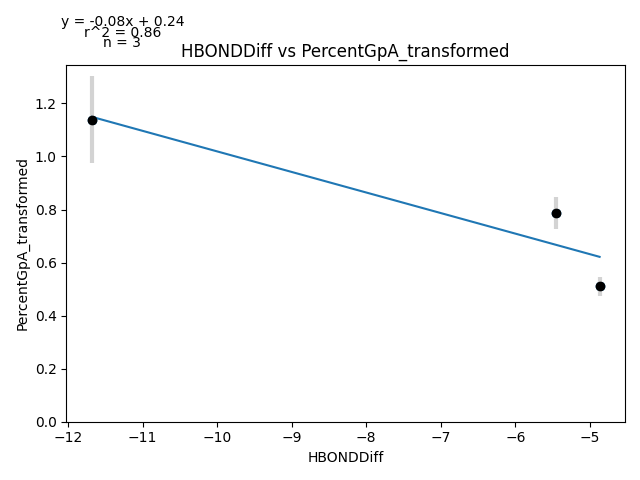 y = -0.08x + 0.24
r^2 = 0.86
n = 3
HBONDDiff vs PercentGpA_transformed
PercentGpA_transformed
1.2
1.0
0.8
0.6
0.4
0.2
0.0
−12
−11
−10
−9
−8
−7
−6
−5
HBONDDiff